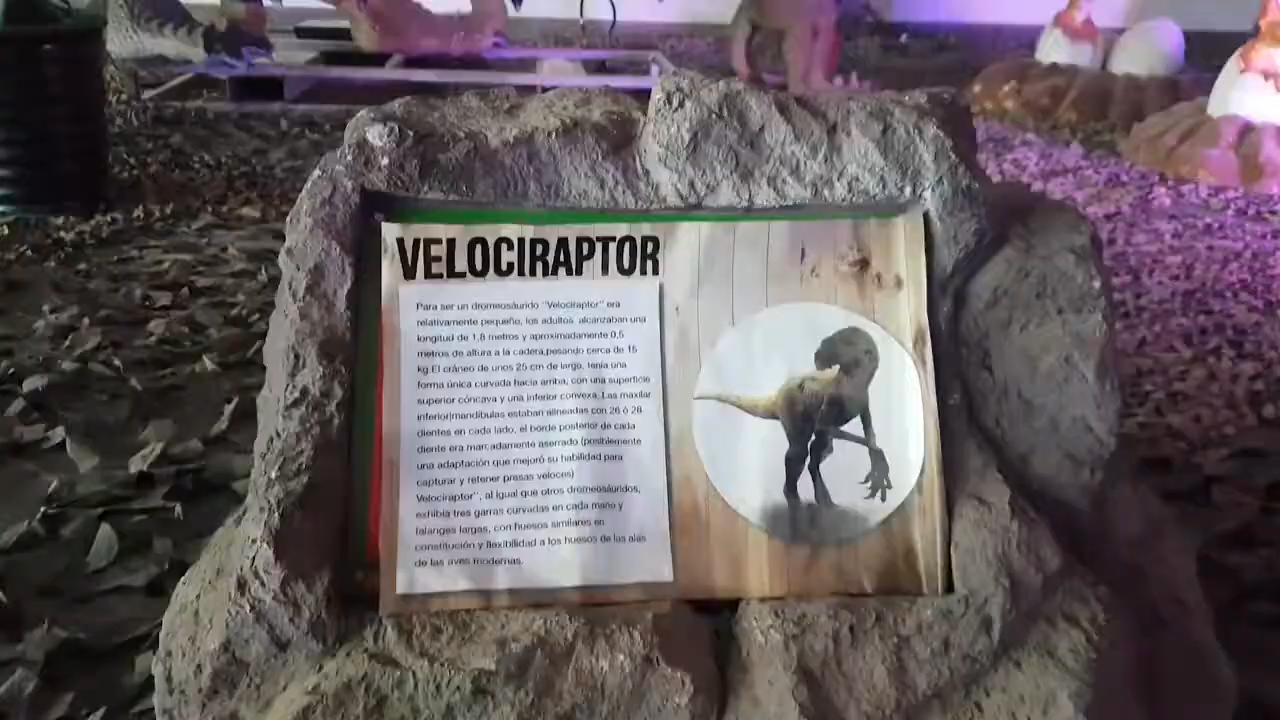 VELOCIRAPTOR
Para ser un dromeosáurido "Velociraptor" era
relativamente pequeño, los adultos alcanzaban una
longitud de 1,8 metros y aproximadamente 0,5
metros de altura a la cadera,pesando cerca de 15
kg.El cráneo de unos 25 cm de largo, tenía una
forma única curvada hacia arriba, con una superficie
superior cóncava y una inferior convexa. Las maxilar
inferior|mandíbulas estaban alineadas con 26 ó 28
dientes en cada lado, el borde posterior de cada
diente era marcadamente aserrado (posiblemente
una adaptación que mejoró su habilidad para
capturar y retener presas veloces)
Velociraptor'', al igual que otros dromeosáuridos,
exhibía tres garras curvadas en cada mano y
falanges largas, con huesos similares en
constitución y flexibilidad a los huesos de las alas
de las aves modernas.